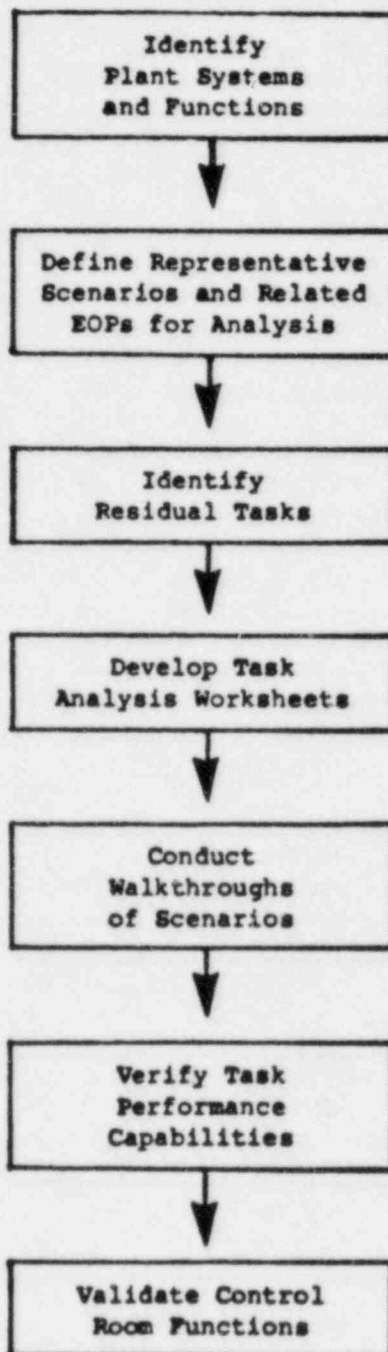 Identify
Plant Systems
and Functions
Define Representative
Scenarios and Related
EOPs for Analysis
Identify
Residual Tasks
Develop Task
Analysis Worksheets
Conduct
Walkthroughs
of Scenarios
Verify Task
Performance
Capabilities
Validate Control
Room Functions